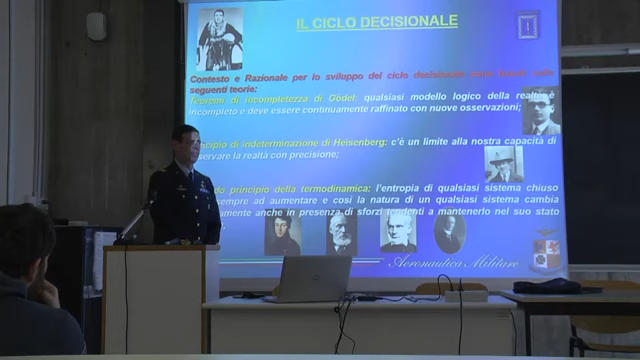 IL CICLO DECISIONALE
Contesto e Razionale per lo sviluppo del ciclo decisionale
seguenti teorie:
Teoremi di incompletezza di Gödel: qualsiasi modello logico della realtà è
incompleto e deve essere continuamente raffinato con nuove osservazioni;
di indeterminazione di Heisenberg: c'è un limite alla nostra capacità di
la realtà con precisione;
principio della termodinamica: l'entropia di qualsiasi sistema chiuso
ad aumentare e così la natura di un qualsiasi sistema cambia
anche in presenza di sforzi tendenti a mantenerlo nel suo stato
Aeronautica Militare